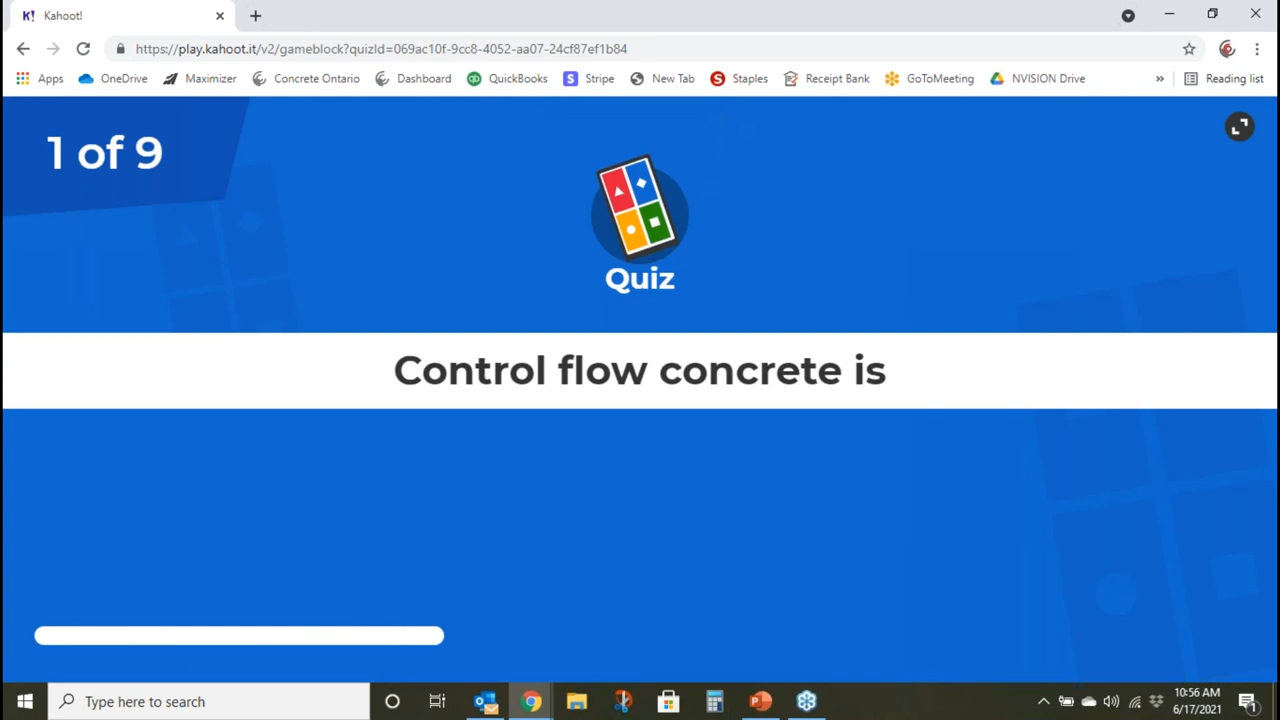 K! Kahoot!
https://play.kahoot.it/v2/gameblock?quizId=069ac10f-9cc8-4052-aa07-24cf87ef1b84
Apps OneDrive Maximizer Concrete Ontario Dashboard QuickBooks S Stripe New Tab S Staples Receipt Bank GoToMeeting NVISION Drive » Reading list
1 of 9
Quiz
Control flow concrete is
Type here to search
10:56 AM
6/17/2021
1